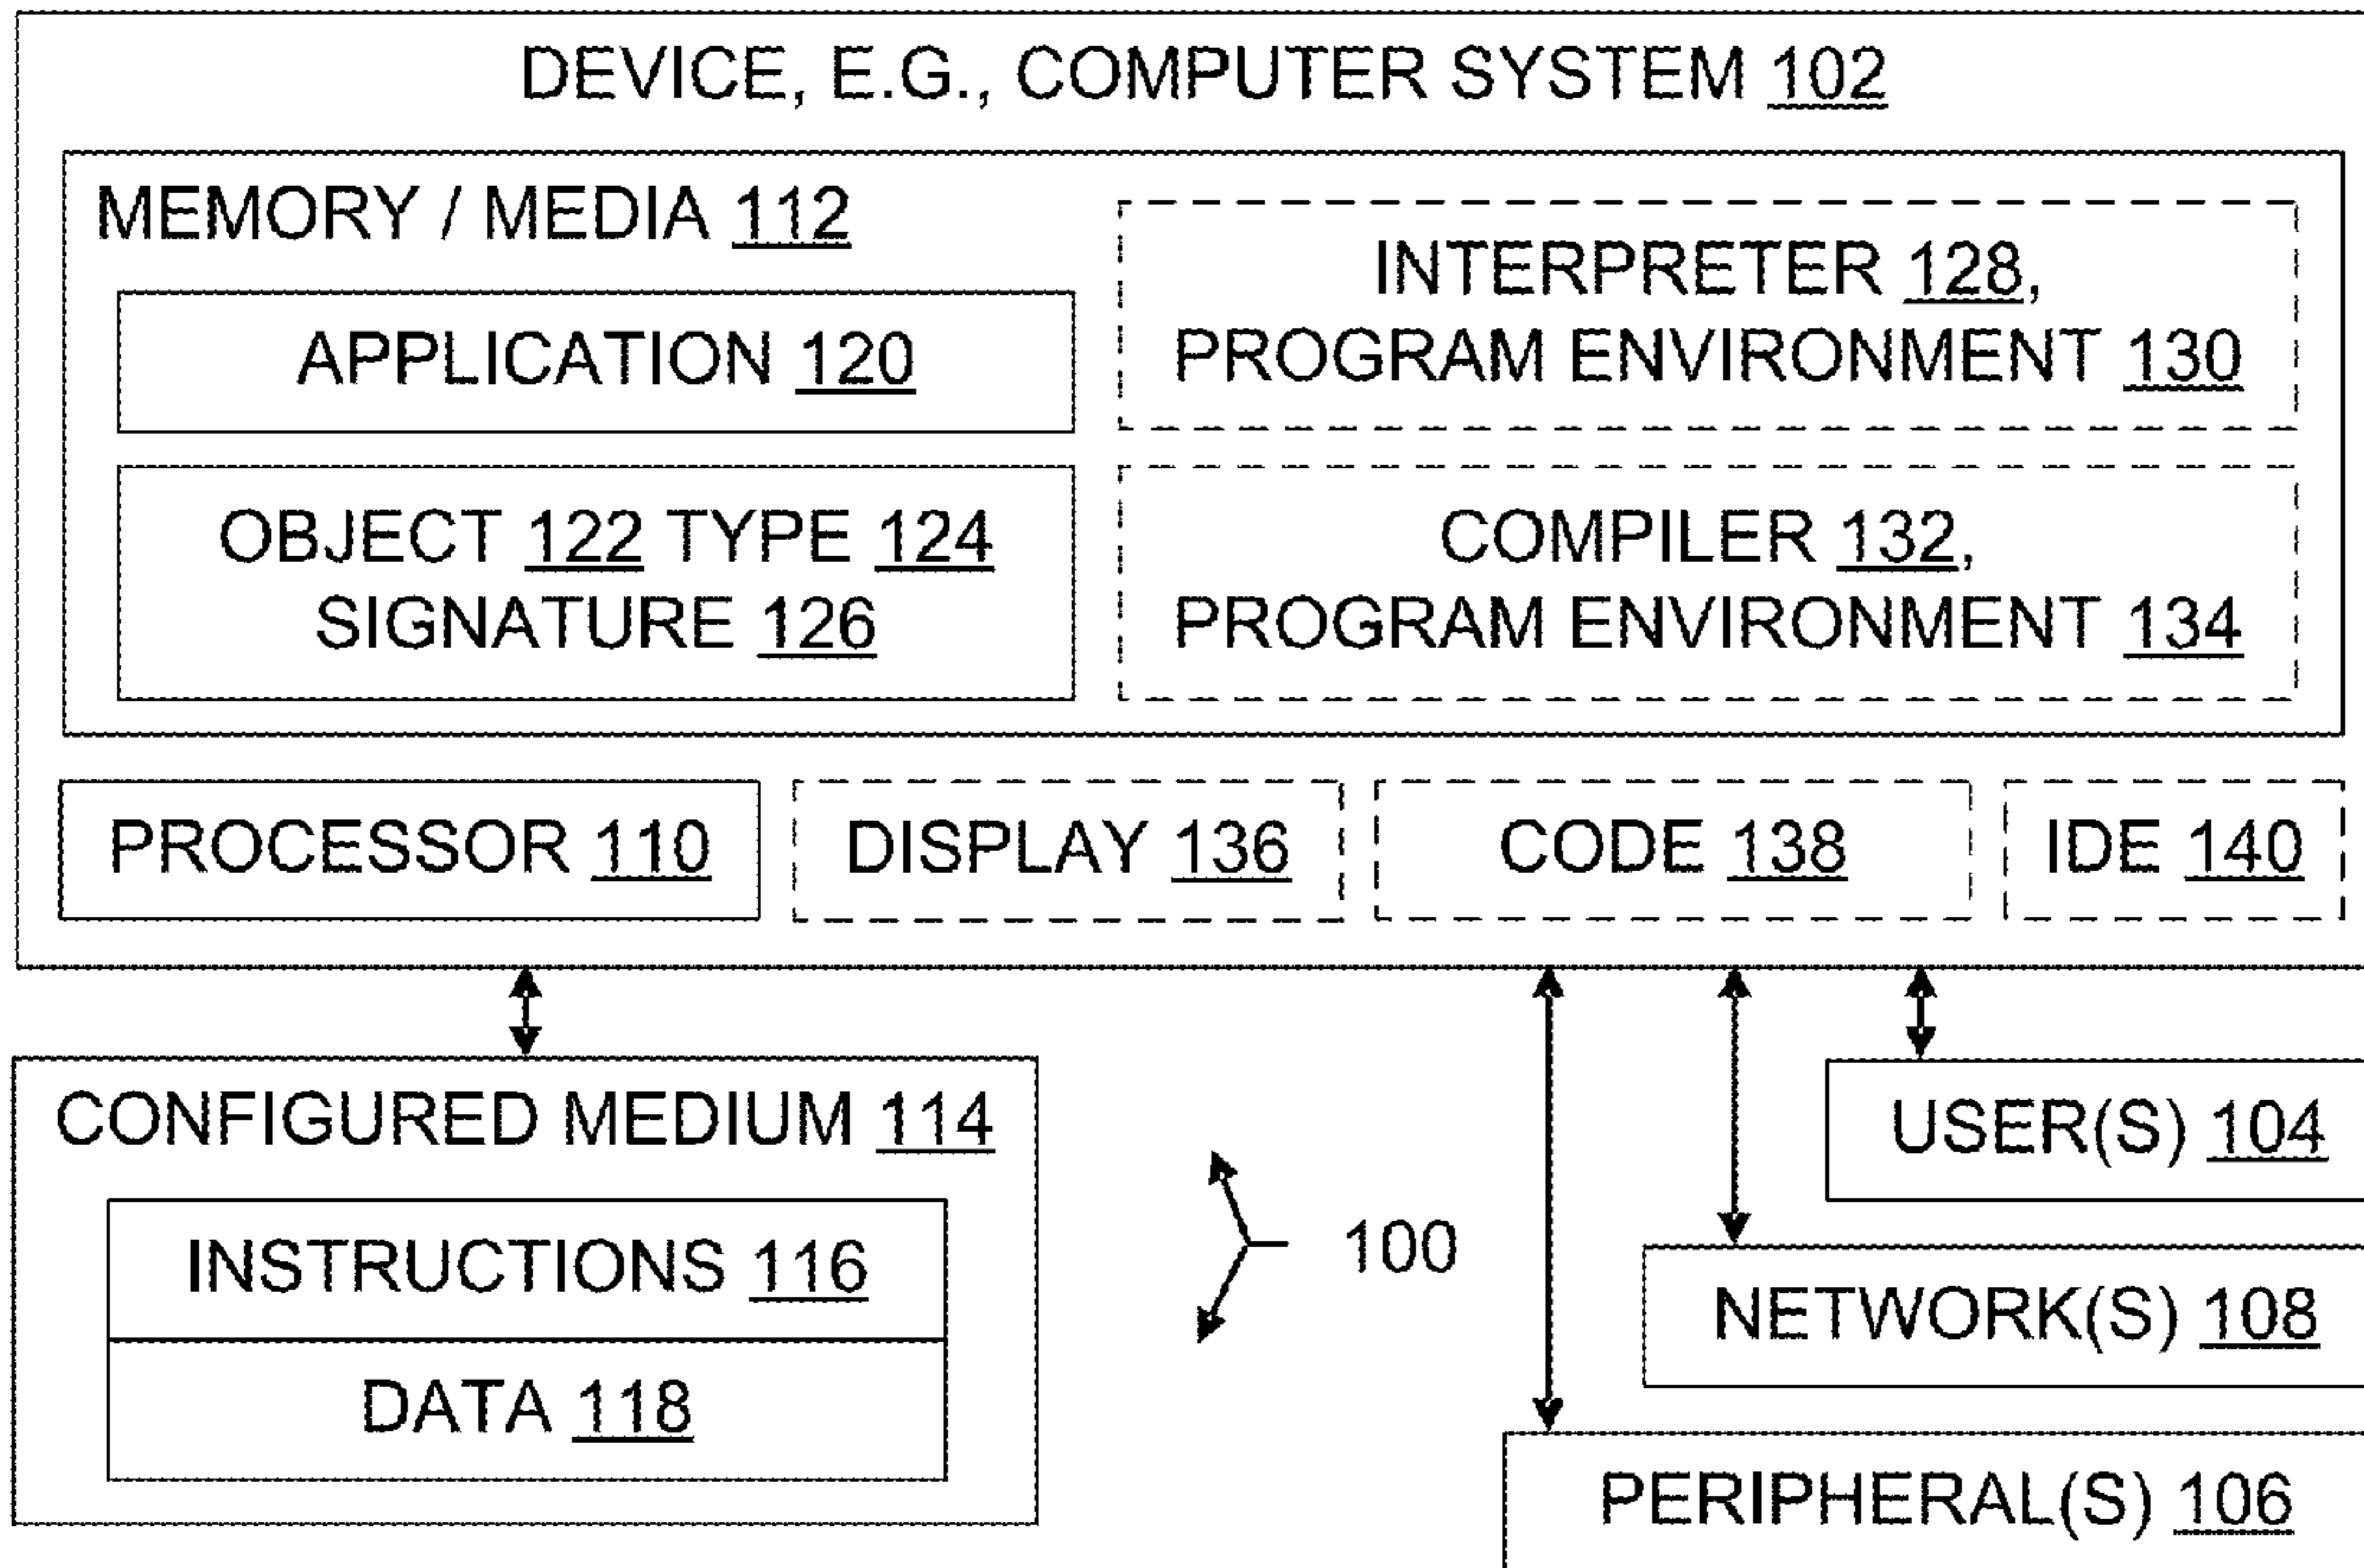 DEVICE, E.G., COMPUTER SYSTEM 102
MEMORY / MEDIA 112
APPLICATION 120
OBJECT 122 TYPE 124
SIGNATURE 126
INTERPRETER 128,
PROGRAM ENVIRONMENT 130
COMPILER 132,
PROGRAM ENVIRONMENT 134
PROCESSOR 110
DISPLAY 136
CODE 138
IDE 140
CONFIGURED MEDIUM 114
INSTRUCTIONS 116
DATA 118
100
USER(S) 104
NETWORK(S) 108
PERIPHERAL(S) 106